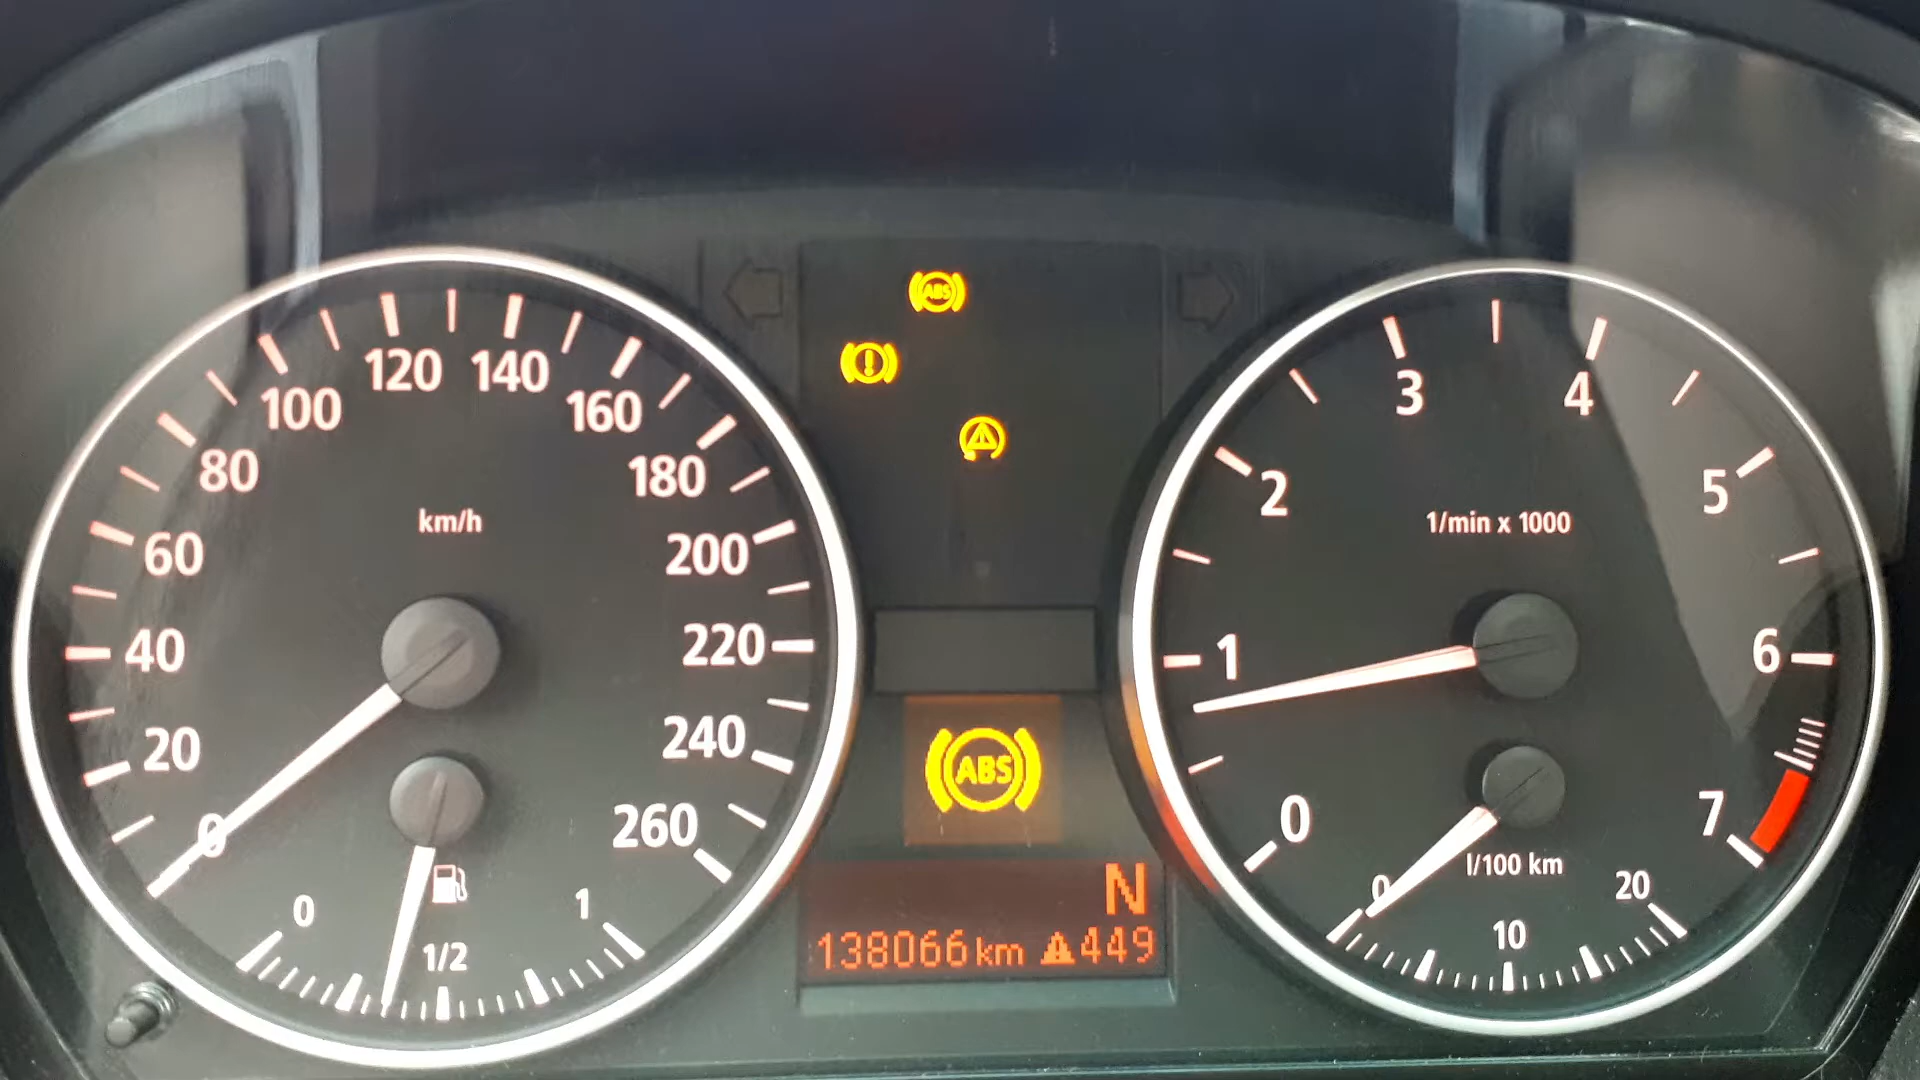 ABS
!
0 20 40 60 80 100 120 140 160 180 200 220 240 260
km/h
0 1/2 1
ABS
N
138066 km 449
0 1 2 3 4 5 6 7
1/min x 1000
l/100 km
0 10 20